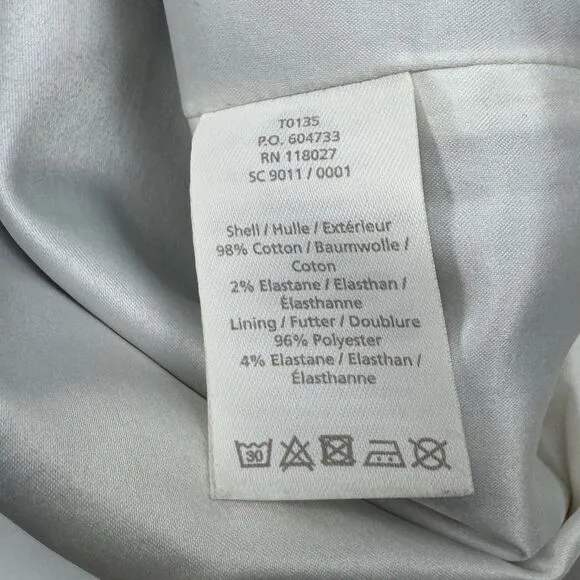 T0135
P.O. 604733
RN 118027
SC 9011 / 0001
Shell / Hulle / Extérieur
98% Cotton / Baumwolle /
Coton
2% Elastane / Elasthan /
Élasthanne
Lining / Futter / Doublure
96% Polyester
4% Elastane / Elasthan /
Élasthanne
30